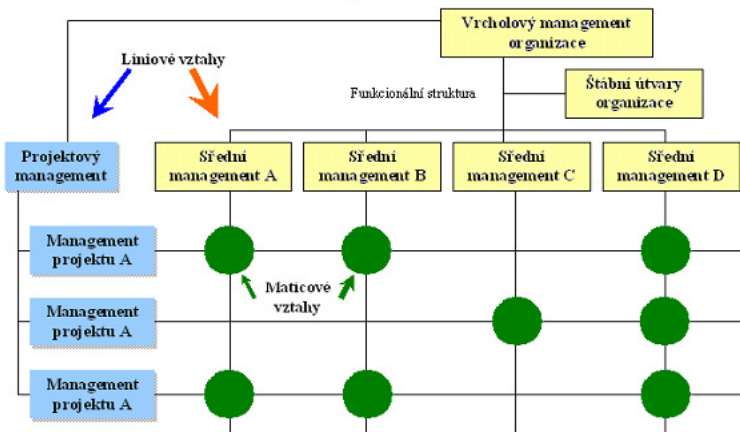 Vrcholový management
organizace
Liniové vztahy
Funkcionální struktura
Štábní útvary
organizace
Projektový
management
Střední
management A
Střední
management B
Střední
management C
Střední
management D
Management
projektu A
Maticové
vztahy
Management
projektu A
Management
projektu A